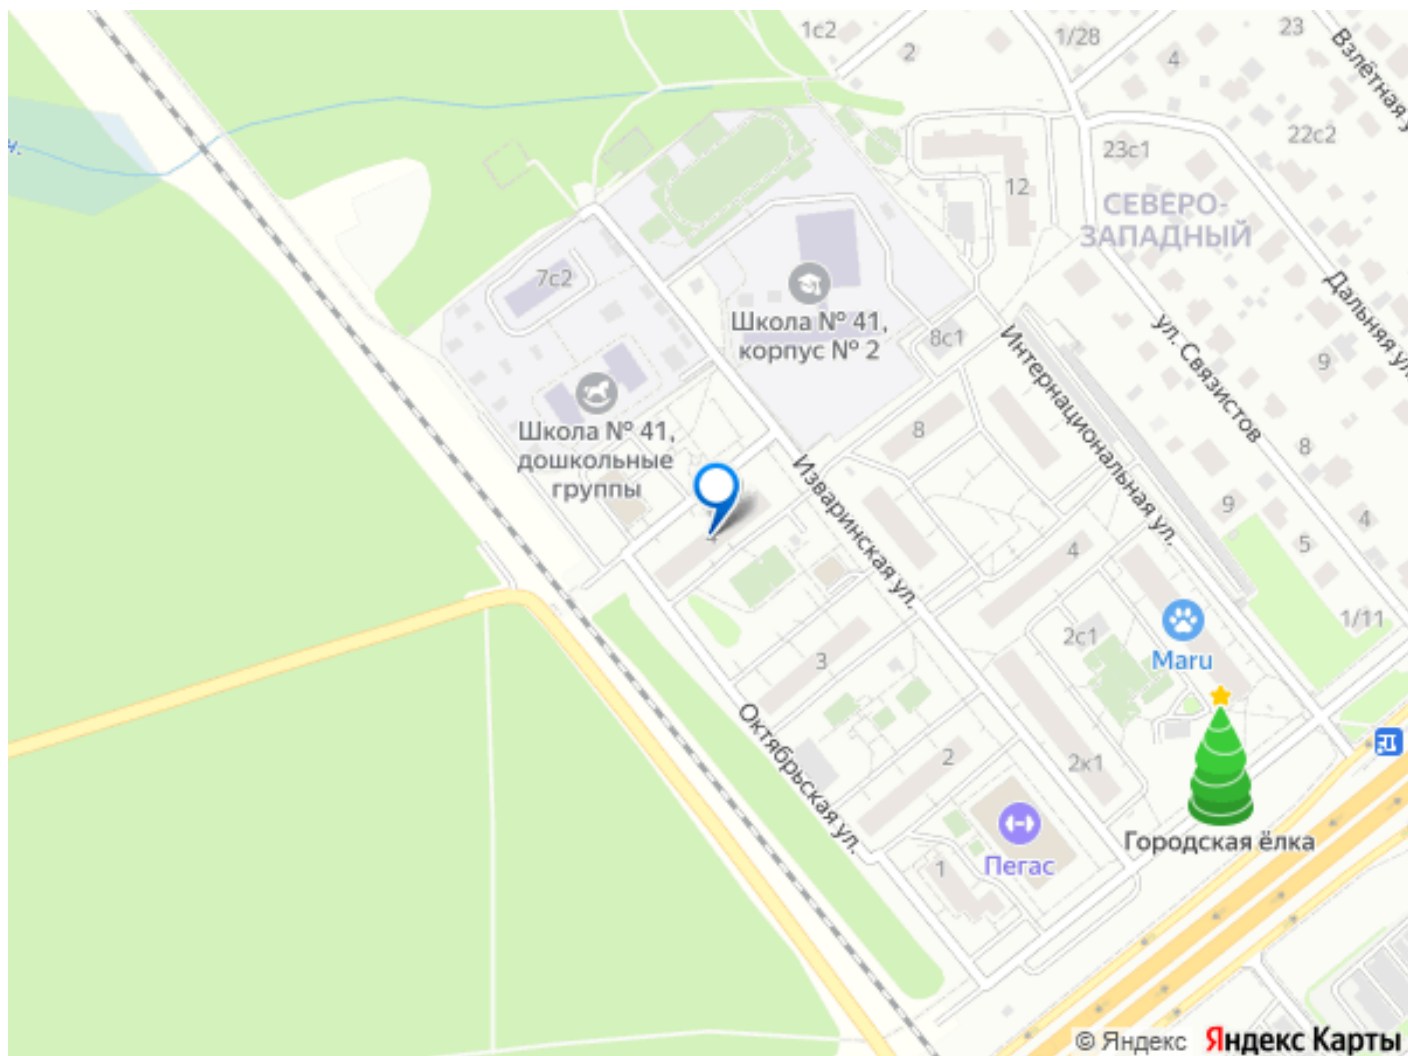 1с2
2
1/28
23
4
Взлётная у
22с2
23с1
12
СЕВЕРО-
ЗАПАДНЫЙ
н.
7с2
Школа № 41,
корпус № 2
8с1
Интернациональная ул.
ул. Связистов
Дальняя ул.
9
Школа № 41,
дошкольные
группы
8
8
Изваринская ул.
9
4
5
4
4
1/11
2с1
Maru
3
Октябрьская ул.
2
2к1
Городская ёлка
Пегас
1
© Яндекс Яндекс Карты